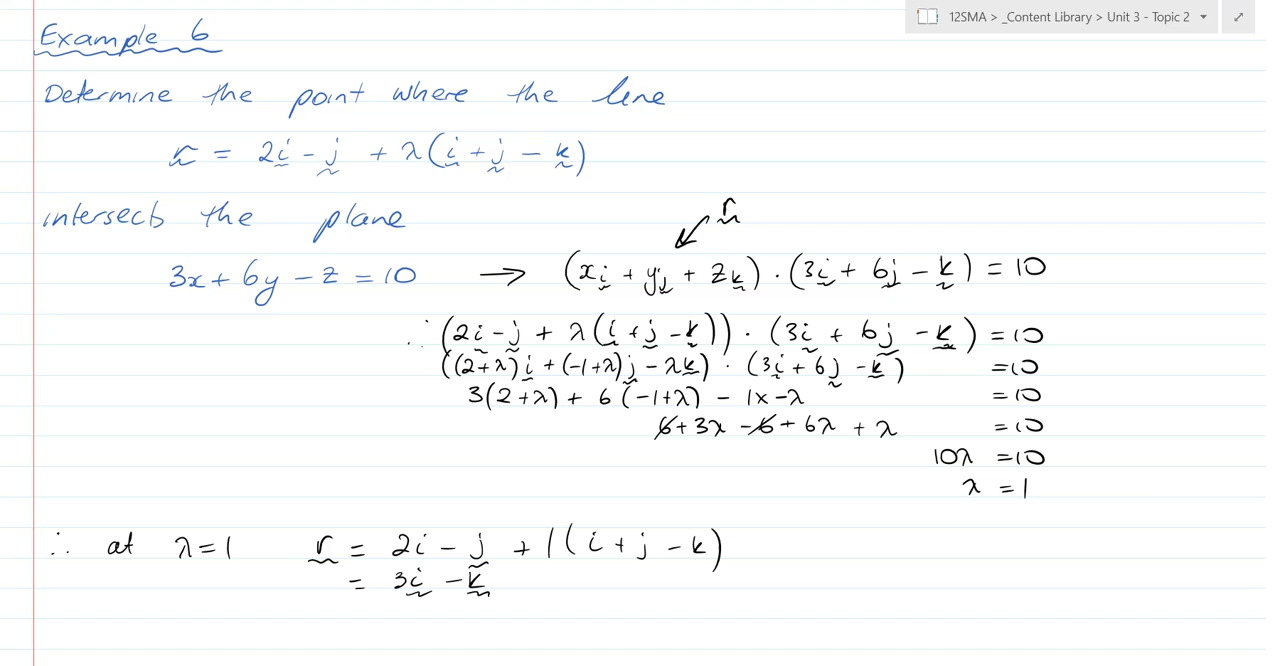 12SMA > _Content Library > Unit 3 - Topic 2
Example 6
Determine the point where the line
r = 2i - j + λ(i + j - k)
intersects the plane
r
3x + 6y - z = 10 → (xi + yj + zk) · (3i + 6j - k) = 10
∴ (2i - j + λ(i + j - k)) · (3i + 6j - k) = 10
((2+λ)i + (-1+λ)j - λk) · (3i + 6j - k) = 10
3(2+λ) + 6(-1+λ) - 1x-λ = 10
6 + 3λ - 6 + 6λ + λ = 10
10λ = 10
λ = 1
∴ at λ = 1 r = 2i - j + 1(i + j - k)
= 3i - k